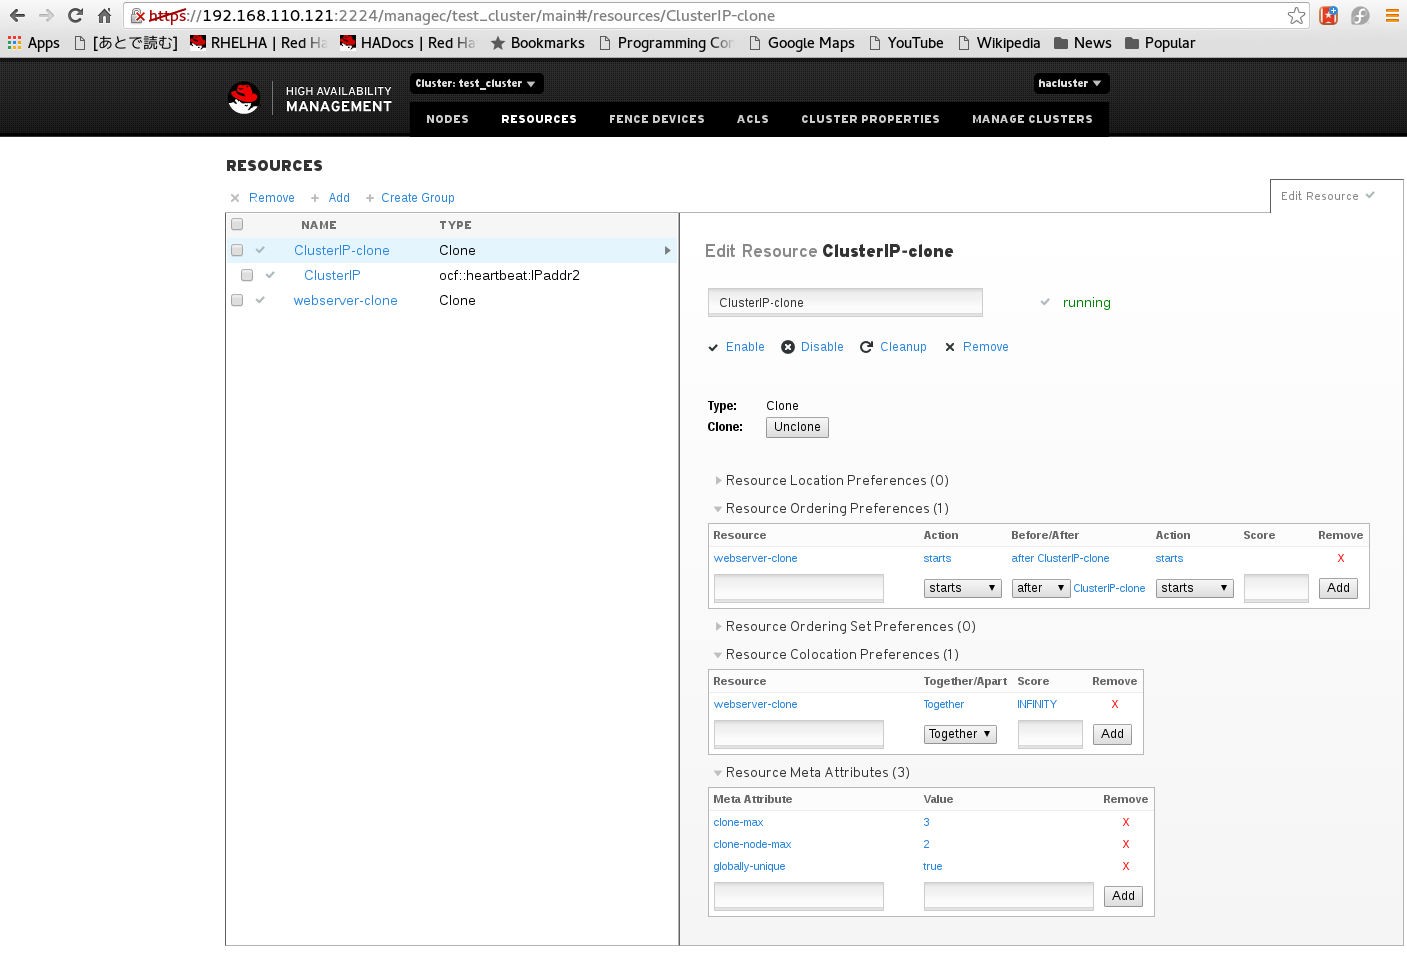 https://192.168.110.121:2224/managec/test_cluster/main#/resources/ClusterIP-clone
Apps [あとで読む] RHELHA | Red Ha HADocs | Red Ha Bookmarks Programming Cor Google Maps YouTube Wikipedia News Popular
Cluster: test_cluster hacluster
HIGH AVAILABILITY
MANAGEMENT
NODES RESOURCES FENCE DEVICES ACLS CLUSTER PROPERTIES MANAGE CLUSTERS
RESOURCES
Remove Add Create Group
Edit Resource
NAME TYPE
ClusterIP-clone Clone
ClusterIP ocf::heartbeat:IPaddr2
webserver-clone Clone
Edit Resource ClusterIP-clone
ClusterIP-clone running
Enable Disable Cleanup Remove
Type: Clone
Clone: Unclone
Resource Location Preferences (0)
Resource Ordering Preferences (1)
Resource Action Before/After Action Score Remove
webserver-clone starts after ClusterIP-clone starts X
starts after ClusterIP-clone starts Add
Resource Ordering Set Preferences (0)
Resource Colocation Preferences (1)
Resource Together/Apart Score Remove
webserver-clone Together INFINITY X
Together Add
Resource Meta Attributes (3)
Meta Attribute Value Remove
clone-max 3 X
clone-node-max 2 X
globally-unique true X
Add